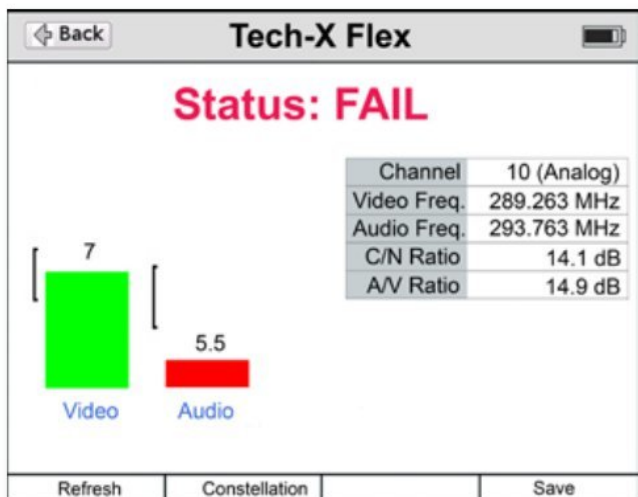 Back
Tech-X Flex
Status: FAIL
Channel 10 (Analog)
Video Freq. 289.263 MHz
Audio Freq. 293.763 MHz
C/N Ratio 14.1 dB
A/V Ratio 14.9 dB
7
5.5
Video Audio
Refresh Constellation Save